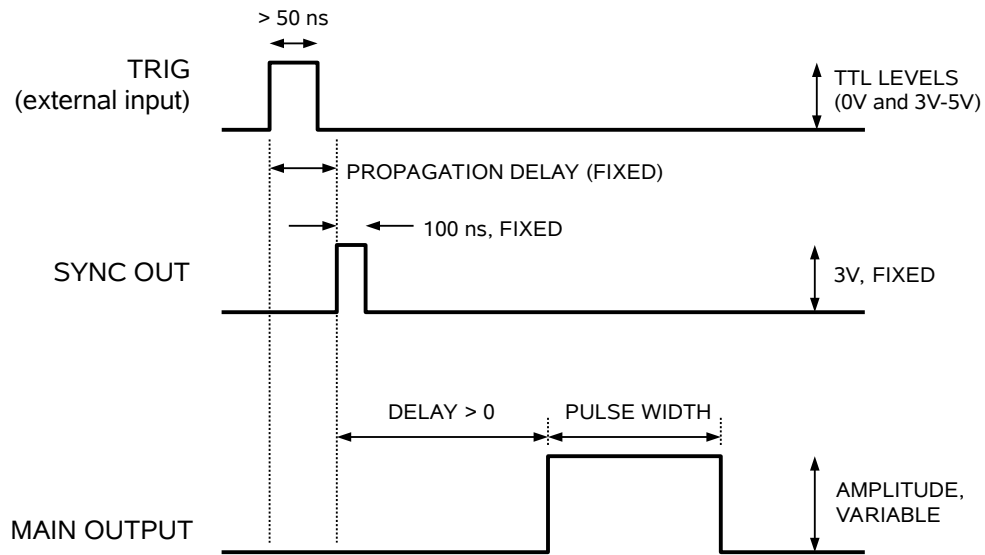 > 50 ns
TRIG
(external input)
TTL LEVELS
(0V and 3V-5V)
PROPAGATION DELAY (FIXED)
100 ns, FIXED
SYNC OUT
3V, FIXED
DELAY > 0
PULSE WIDTH
AMPLITUDE,
VARIABLE
MAIN OUTPUT